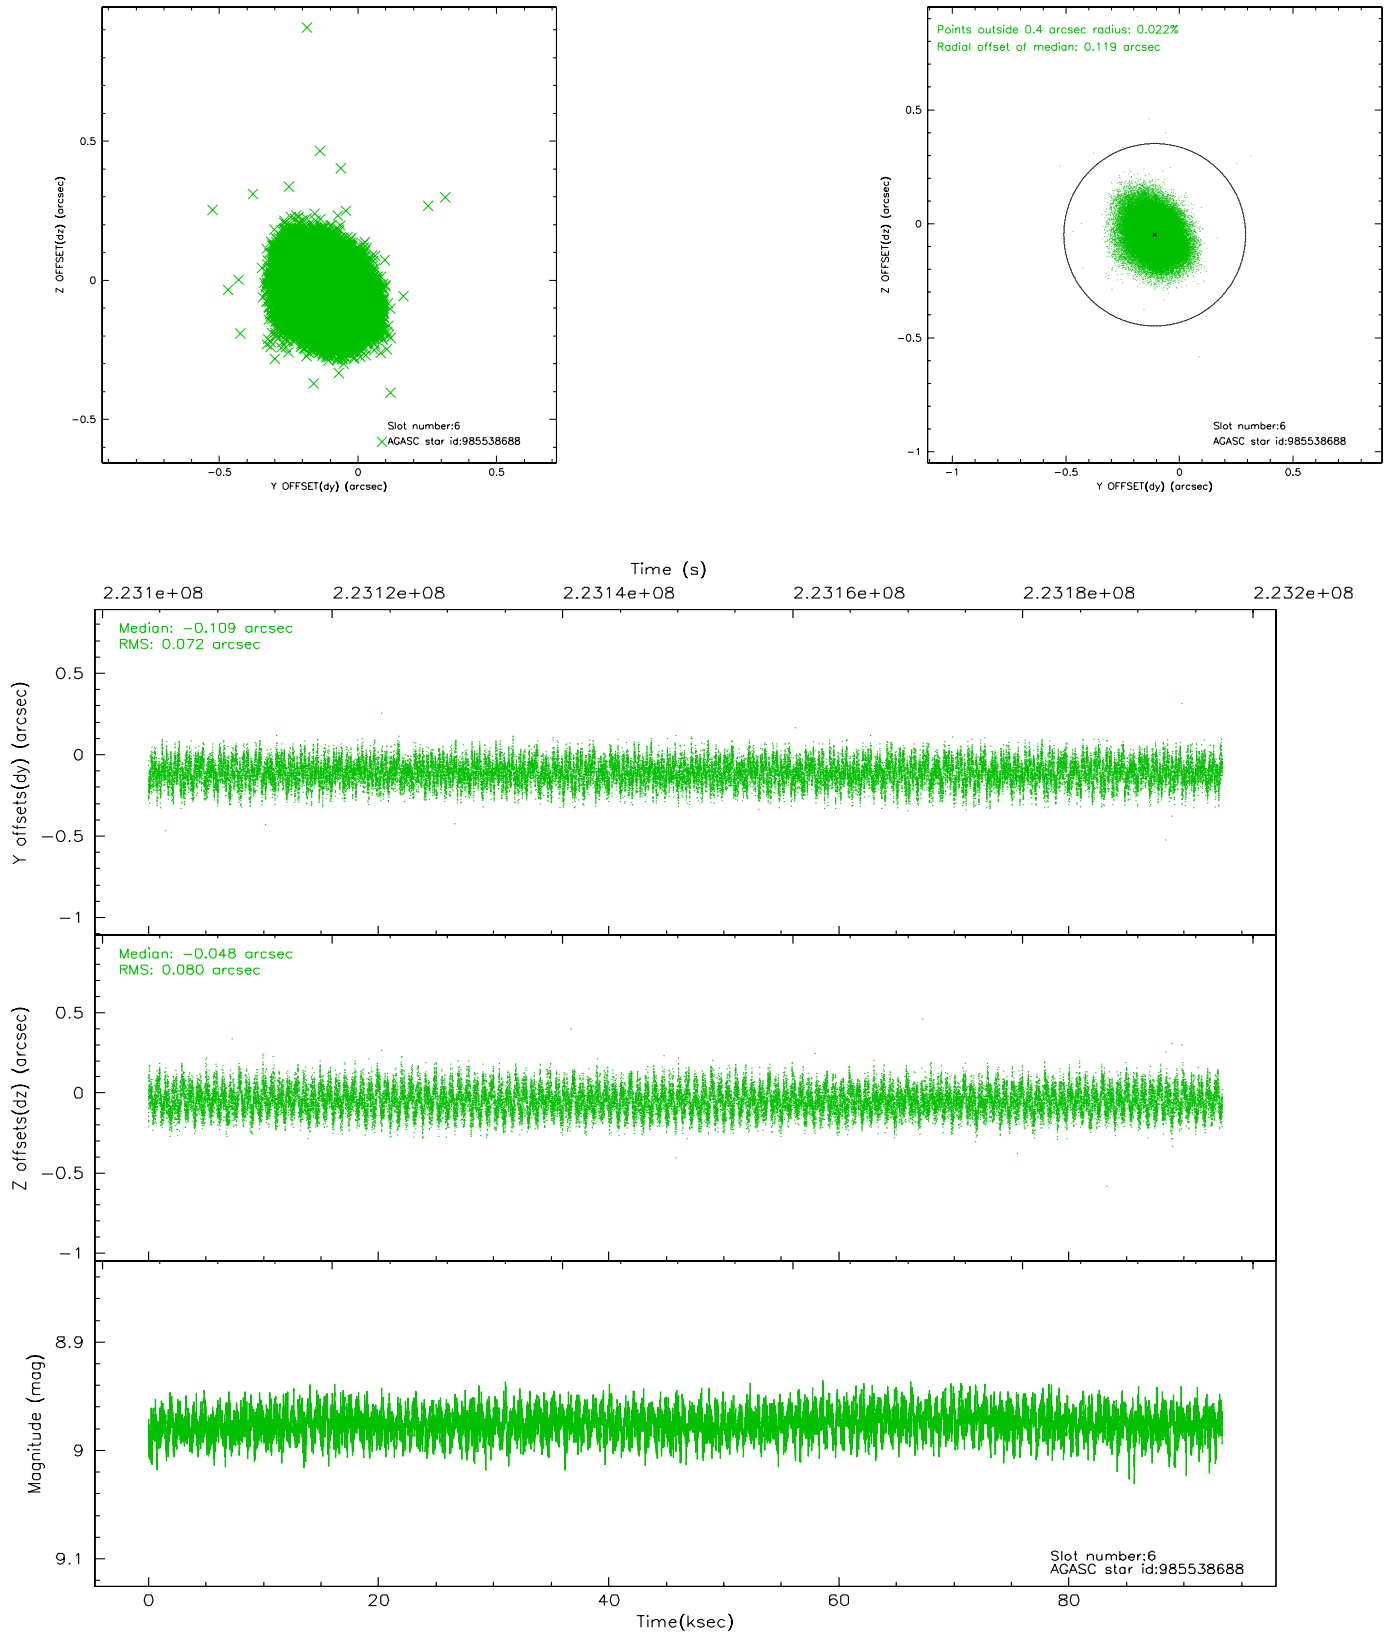 0.5
0
−0.5
Z OFFSET(dz) (arcsec)
Slot number:6
AGASC star id:985538688
−0.5 0 0.5
Y OFFSET(dy) (arcsec)
Points outside 0.4 arcsec radius: 0.022%
Radial offset of median: 0.119 arcsec
0.5
0
−0.5
−1
Z OFFSET(dz) (arcsec)
Slot number:6
AGASC star id:985538688
−1 −0.5 0 0.5
Y OFFSET(dy) (arcsec)
Time (s)
2.231e+08 2.2312e+08 2.2314e+08 2.2316e+08 2.2318e+08 2.232e+08
Median: −0.109 arcsec
RMS: 0.072 arcsec
0.5
0
−0.5
−1
Y offsets(dy) (arcsec)
Median: −0.048 arcsec
RMS: 0.080 arcsec
0.5
0
−0.5
−1
Z offsets(dz) (arcsec)
8.9
9
9.1
Magnitude (mag)
Slot number:6
AGASC star id:985538688
0 20 40 60 80
Time(ksec)